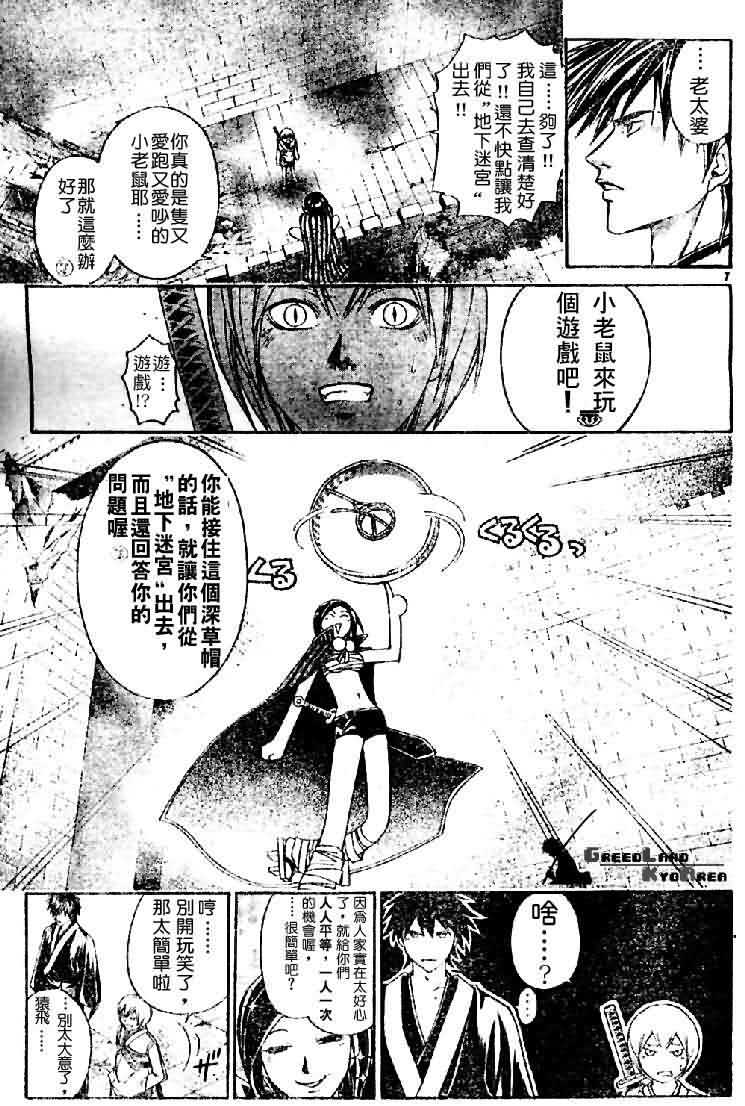 ……
老太婆
這……夠了!!
我自己去查清楚好
了!!還不快點讓我
們從"地下迷宮"
出去!!
你真的是隻又
愛跑又愛吵的
小老鼠耶……
那就這麼辦
好了
7
小老鼠來玩
個遊戲吧!
遊…
遊戲!?
くるくるぅ
くる
你能接住這個深草帽
的話,就讓你們從
"地下迷宮"出去,
而且還回答你的
問題喔
GREEDLAND
KYOAREA
啥……?
……
因為人家實在太好心
了,就給你們
人人平等,一人一次
的機會喔,
……很簡單吧?
哼……
別開玩笑了,
那太簡單啦
ザッ
……別太大意了,
猿飛……